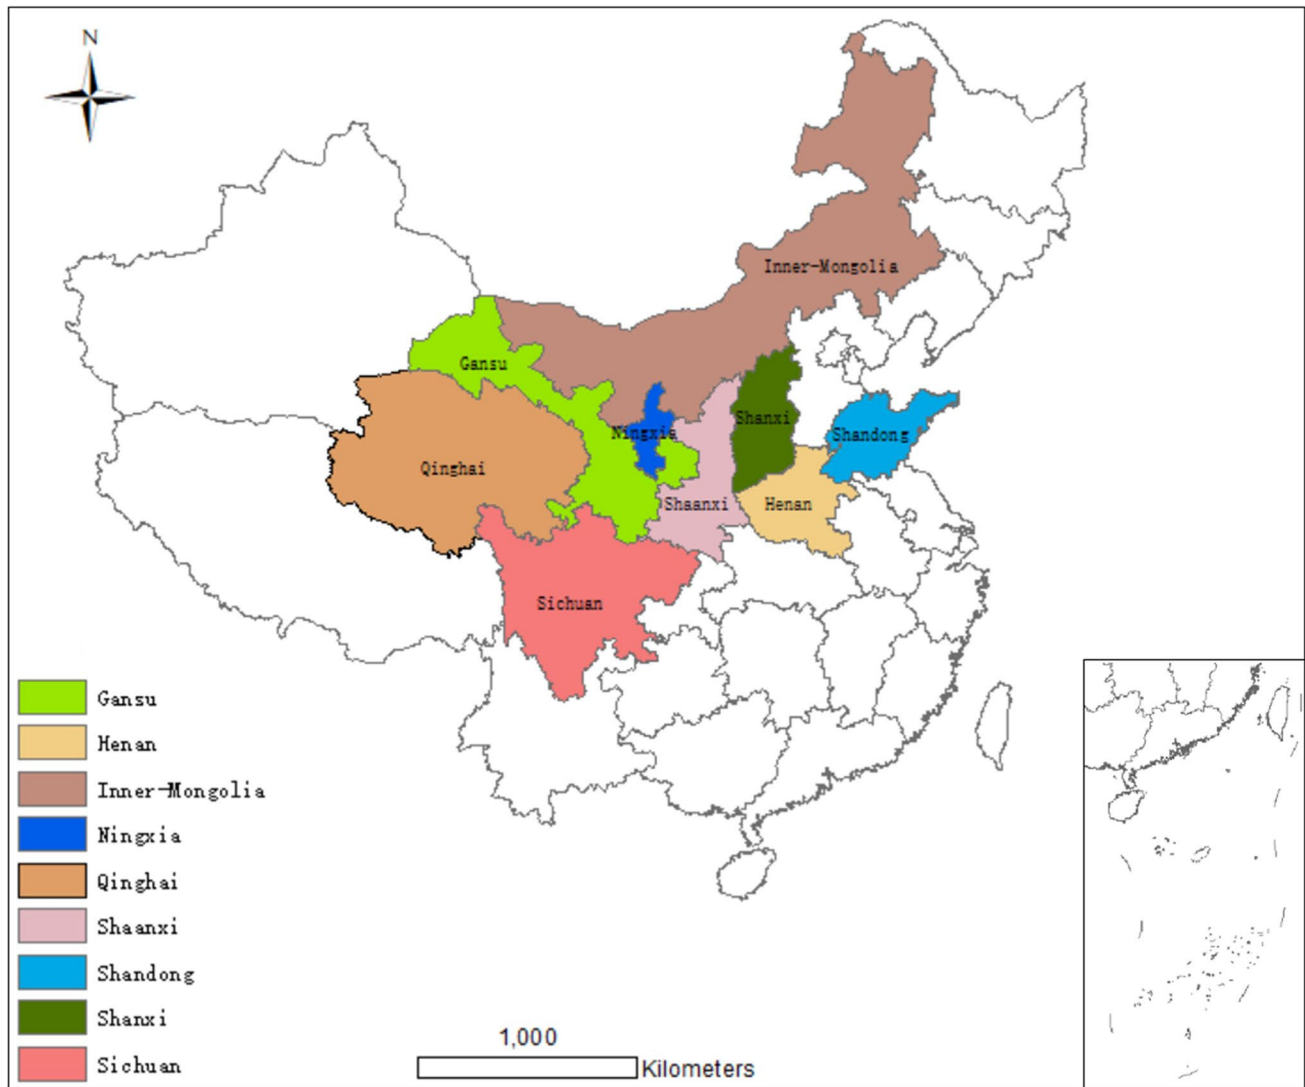 N
Inner-Mongolia
Gansu
Ningxia
Shanxi
Shandong
Qinghai
Shaanxi
Henan
Sichuan
Gansu
Henan
Inner-Mongolia
Ningxia
Qinghai
Shaanxi
Shandong
Shanxi
Sichuan
1,000
Kilometers